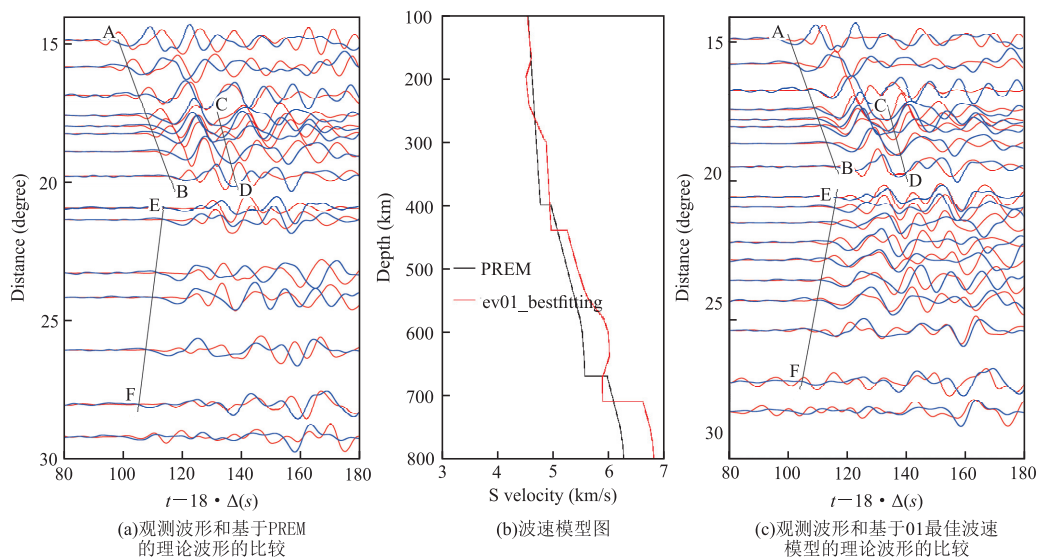 15
20
25
30
Distance (degree)
A
B
C
D
E
F
80
100
120
140
160
180
t－18・Δ(s)
(a)观测波形和基于PREM
的理论波形的比较
100
200
300
400
500
600
700
800
Depth (km)
PREM
ev01_bestfitting
3
4
5
6
7
S velocity (km/s)
(b)波速模型图
15
20
25
30
Distance (degree)
A
B
C
D
E
F
80
100
120
140
160
180
t－18・Δ(s)
(c)观测波形和基于01最佳波速
模型的理论波形的比较